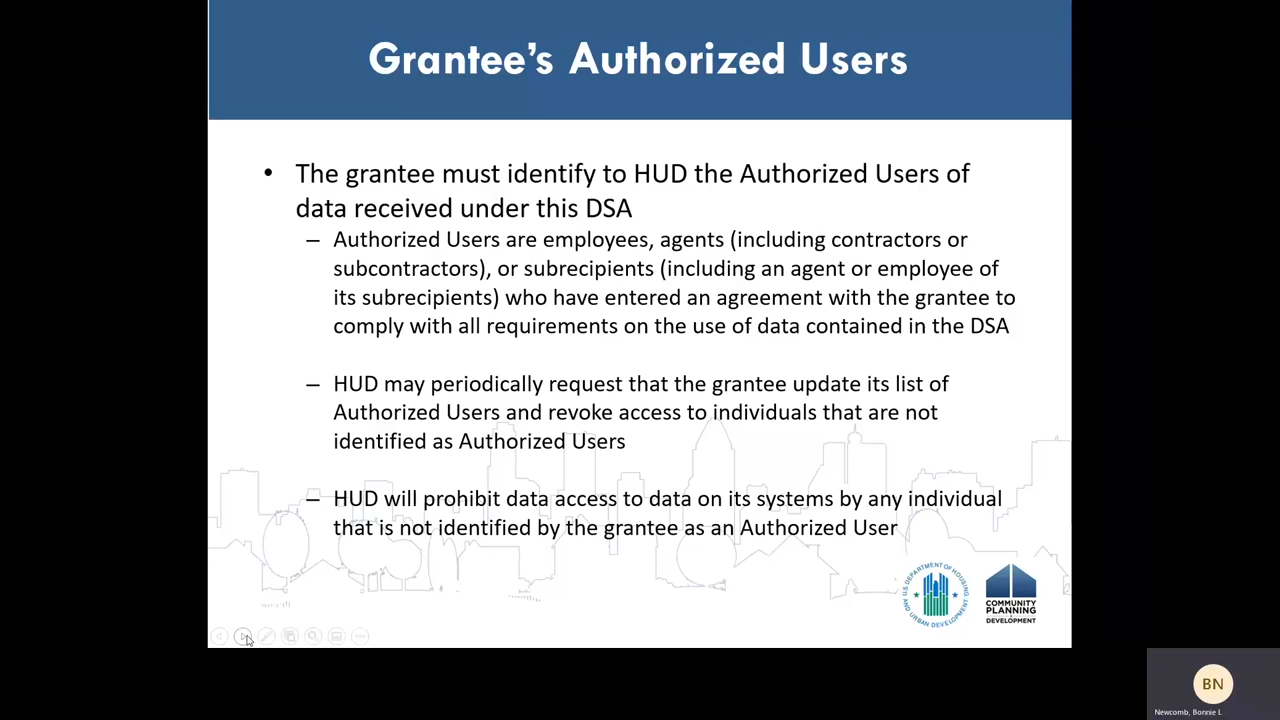 Grantee's Authorized Users
• The grantee must identify to HUD the Authorized Users of
data received under this DSA
– Authorized Users are employees, agents (including contractors or
subcontractors), or subrecipients (including an agent or employee of
its subrecipients) who have entered an agreement with the grantee to
comply with all requirements on the use of data contained in the DSA
– HUD may periodically request that the grantee update its list of
Authorized Users and revoke access to individuals that are not
identified as Authorized Users
– HUD will prohibit data access to data on its systems by any individual
that is not identified by the grantee as an Authorized User
U.S. DEPARTMENT OF HOUSING
AND URBAN DEVELOPMENT
COMMUNITY
PLANNING
DEVELOPMENT
BN
Newcomb, Bonnie L